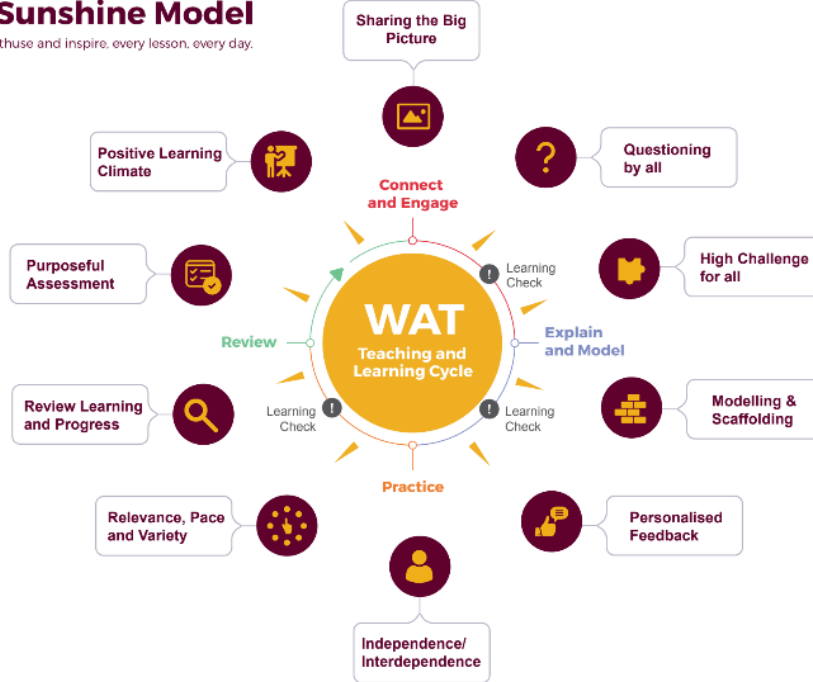 Sunshine Model
thuse and inspire, every lesson, every day.
Sharing the Big
Picture
Positive Learning
Climate
Questioning
by all
Connect
and Engage
Purposeful
Assessment
Learning
Check
High Challenge
for all
WAT
Teaching and
Learning Cycle
Review
Explain
and Model
Review Learning
and Progress
Learning
Check
Learning
Check
Modelling &
Scaffolding
Practice
Relevance, Pace
and Variety
Personalised
Feedback
Independence/
Interdependence